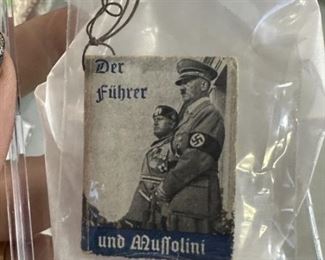 Der
Führer
und Mussolini